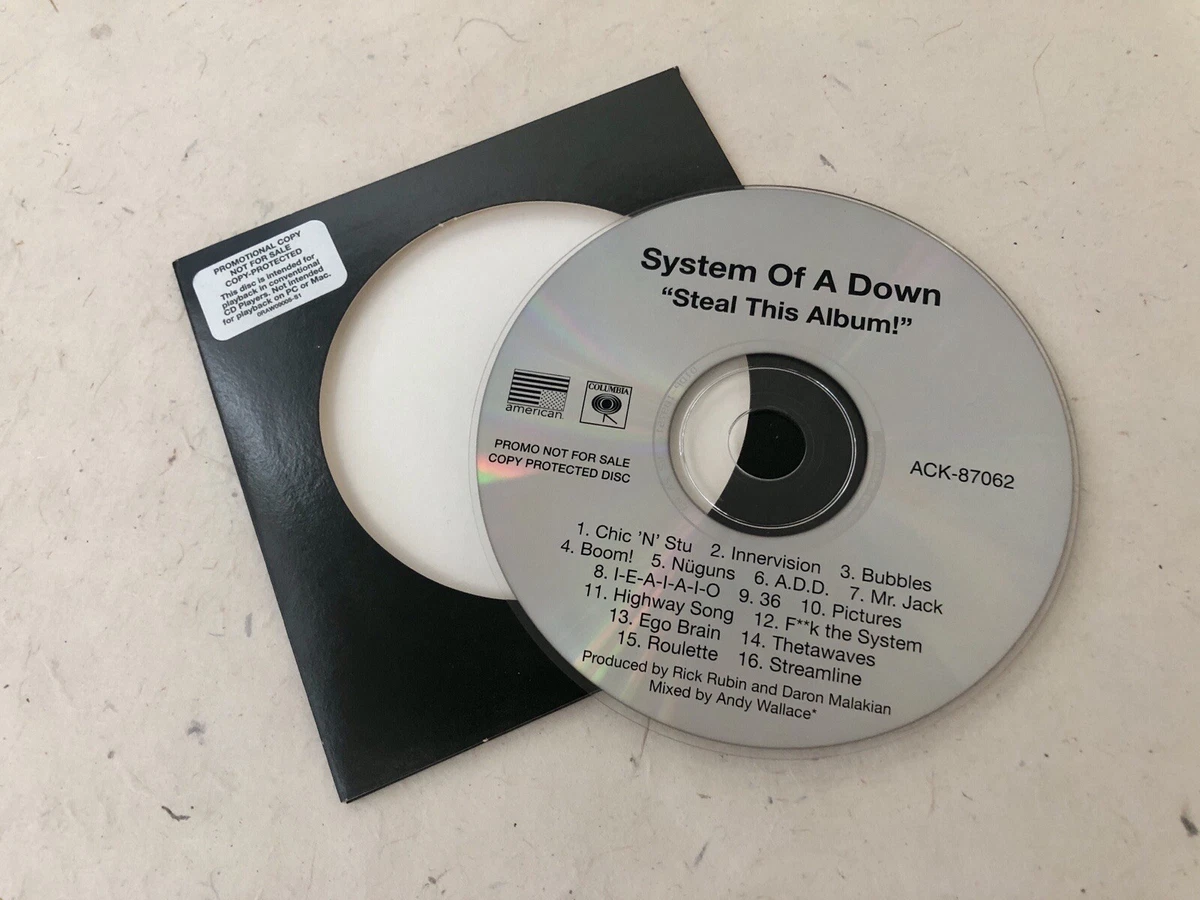 PROMOTIONAL COPY
NOT FOR SALE
COPY-PROTECTED
This disc is intended for
playback in conventional
CD Players. Not intended
for playback on PC or Mac.
System Of A Down
“Steal This Album!”
american
COLUMBIA
PROMO NOT FOR SALE
COPY PROTECTED DISC
ACK-87062
1. Chic 'N' Stu 2. Innervision 3. Bubbles
4. Boom! 5. Nüguns 6. A.D.D. 7. Mr. Jack
8. I-E-A-I-A-I-O 9. 36 10. Pictures
11. Highway Song 12. F**k the System
13. Ego Brain 14. Thetawaves
15. Roulette 16. Streamline
Produced by Rick Rubin and Daron Malakian
Mixed by Andy Wallace*